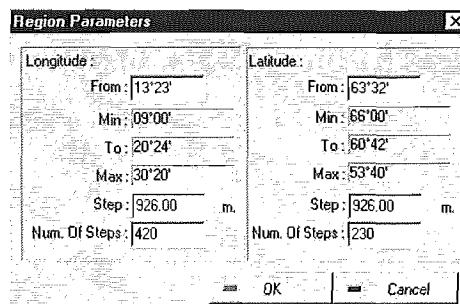 Region Parameters
Longitude :
From : 13°23'
Min : 09°00'
To : 20°24'
Max : 30°20'
Step : 926.00 m.
Num. Of Steps : 420
Latitude :
From : 63°32'
Min : 66°00'
To : 60°42'
Max : 53°40'
Step : 926.00 m.
Num. Of Steps : 230
OK Cancel